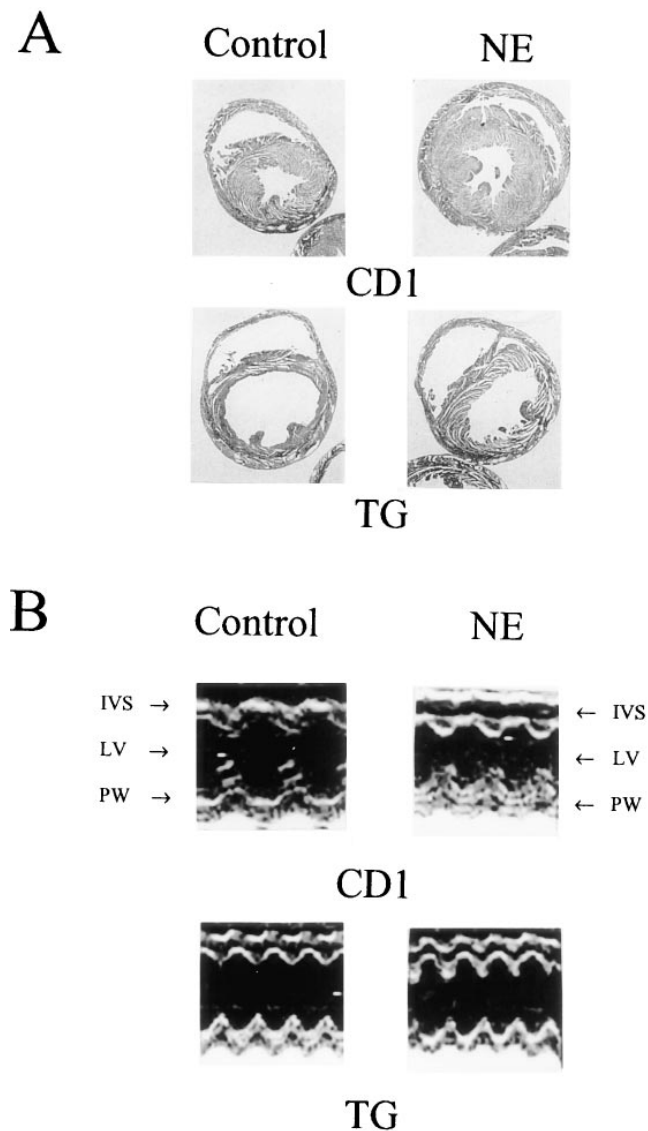 A
Control NE
CD1
TG
B
Control NE
IVS → ← IVS
LV → ← LV
PW → ← PW
CD1
TG